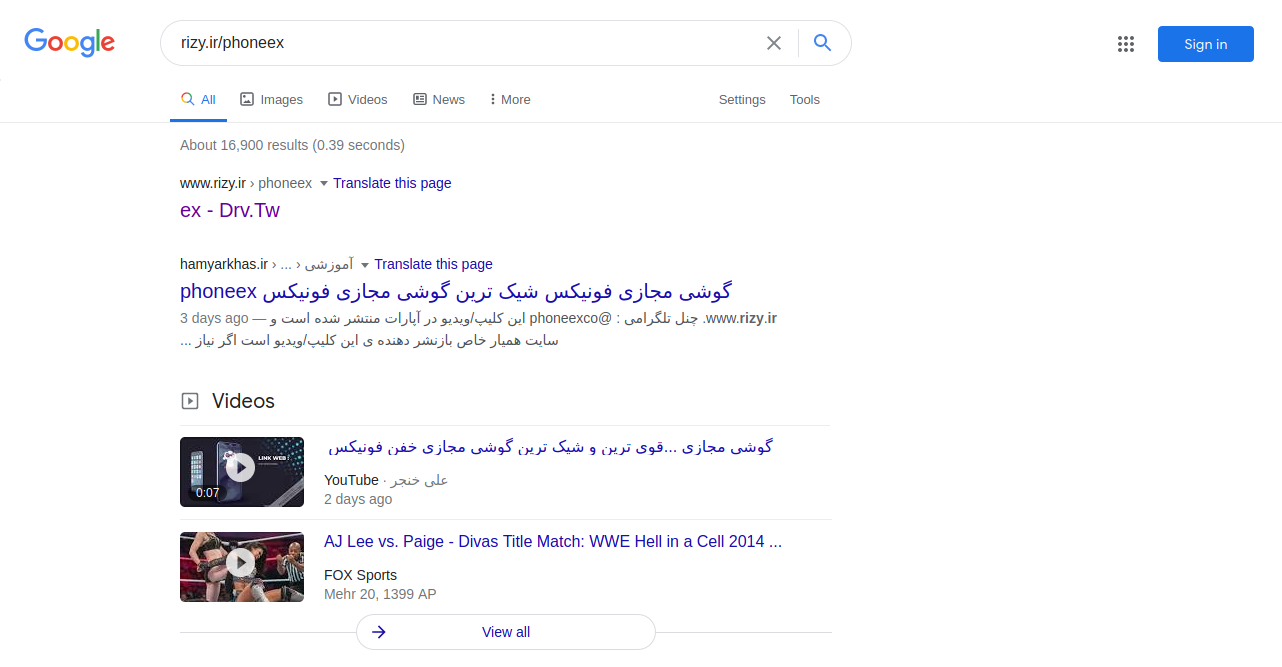 Google
rizy.ir/phoneex
Sign in
All Images Videos News More Settings Tools
About 16,900 results (0.39 seconds)
www.rizy.ir › phoneex Translate this page
ex - Drv.Tw
hamyarkhas.ir › ... › آموزشی Translate this page
گوشی مجازی فونیکس شیک ترین گوشی مجازی فونیکس phoneex
3 days ago — www.rizy.ir. چنل تلگرامی : @phoneexco این کلیپ/ویدیو در آپارات منتشر شده است و
سایت همیار خاص بازنشر دهنده ی این کلیپ/ویدیو است اگر نیاز ...
Videos
گوشی مجازی ...قوی ترین و شیک ترین گوشی مجازی خفن فونیکس
LINK WEB :
0:07
YouTube · علی خنجر
2 days ago
AJ Lee vs. Paige - Divas Title Match: WWE Hell in a Cell 2014 ...
FOX Sports
Mehr 20, 1399 AP
View all